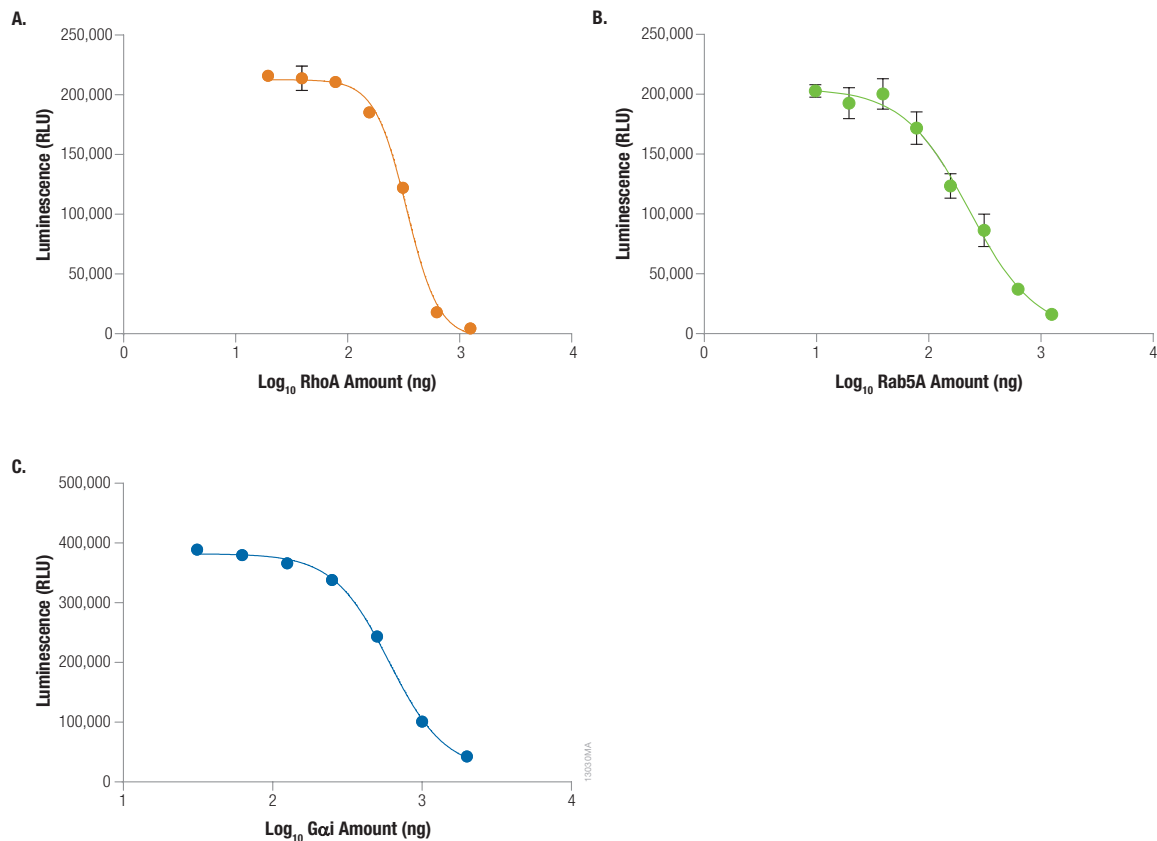 A.
250,000
200,000
150,000
100,000
50,000
0
Luminescence (RLU)
0 1 2 3 4
Log10 RhoA Amount (ng)
B.
250,000
200,000
150,000
100,000
50,000
0
Luminescence (RLU)
0 1 2 3 4
Log10 Rab5A Amount (ng)
C.
500,000
400,000
300,000
200,000
100,000
0
Luminescence (RLU)
1 2 3 4
Log10 Gαi Amount (ng)
13030MA